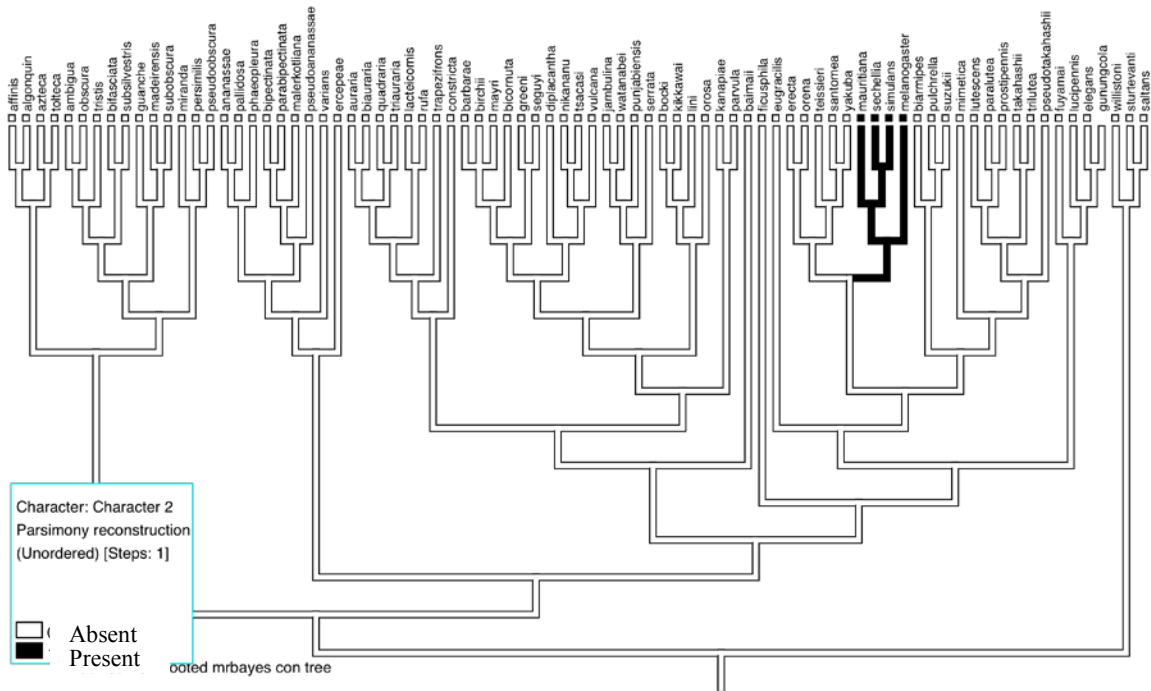 affinis
algonquin
azteca
tolteca
ambigua
obscura
tristis
bifasciata
subsilvestris
guanche
madeirensis
subobscura
miranda
persimilis
pseudoobscura
ananassae
pallidosa
phaeopleura
bipectinata
parabipectinata
malerkotliana
pseudoananassae
varians
ercepeae
auraria
biauraria
quadraria
triauraria
lacteicornis
rufa
trapezifrons
constricta
barbarae
birchii
mayri
bicornuta
greeni
seguyi
diplacantha
nikananu
tsacasi
vulcana
jambulina
watanabei
punjabiensis
serrata
bocki
kikkawai
lini
orosa
kanapiae
parvula
baimaii
ficusphila
eugracilis
erecta
orena
teissieri
santomea
yakuba
mauritiana
sechellia
simulans
melanogaster
biarmipes
pulchrella
suzukii
mimetica
lutescens
paralutea
prostipennis
takahashii
trilutea
pseudotakahashii
fuyamai
lucipennis
elegans
gunungcola
willistoni
sturtevanti
saltans
Character: Character 2
Parsimony reconstruction
(Unordered) [Steps: 1]
Absent
Present
ooted mrbayes con tree